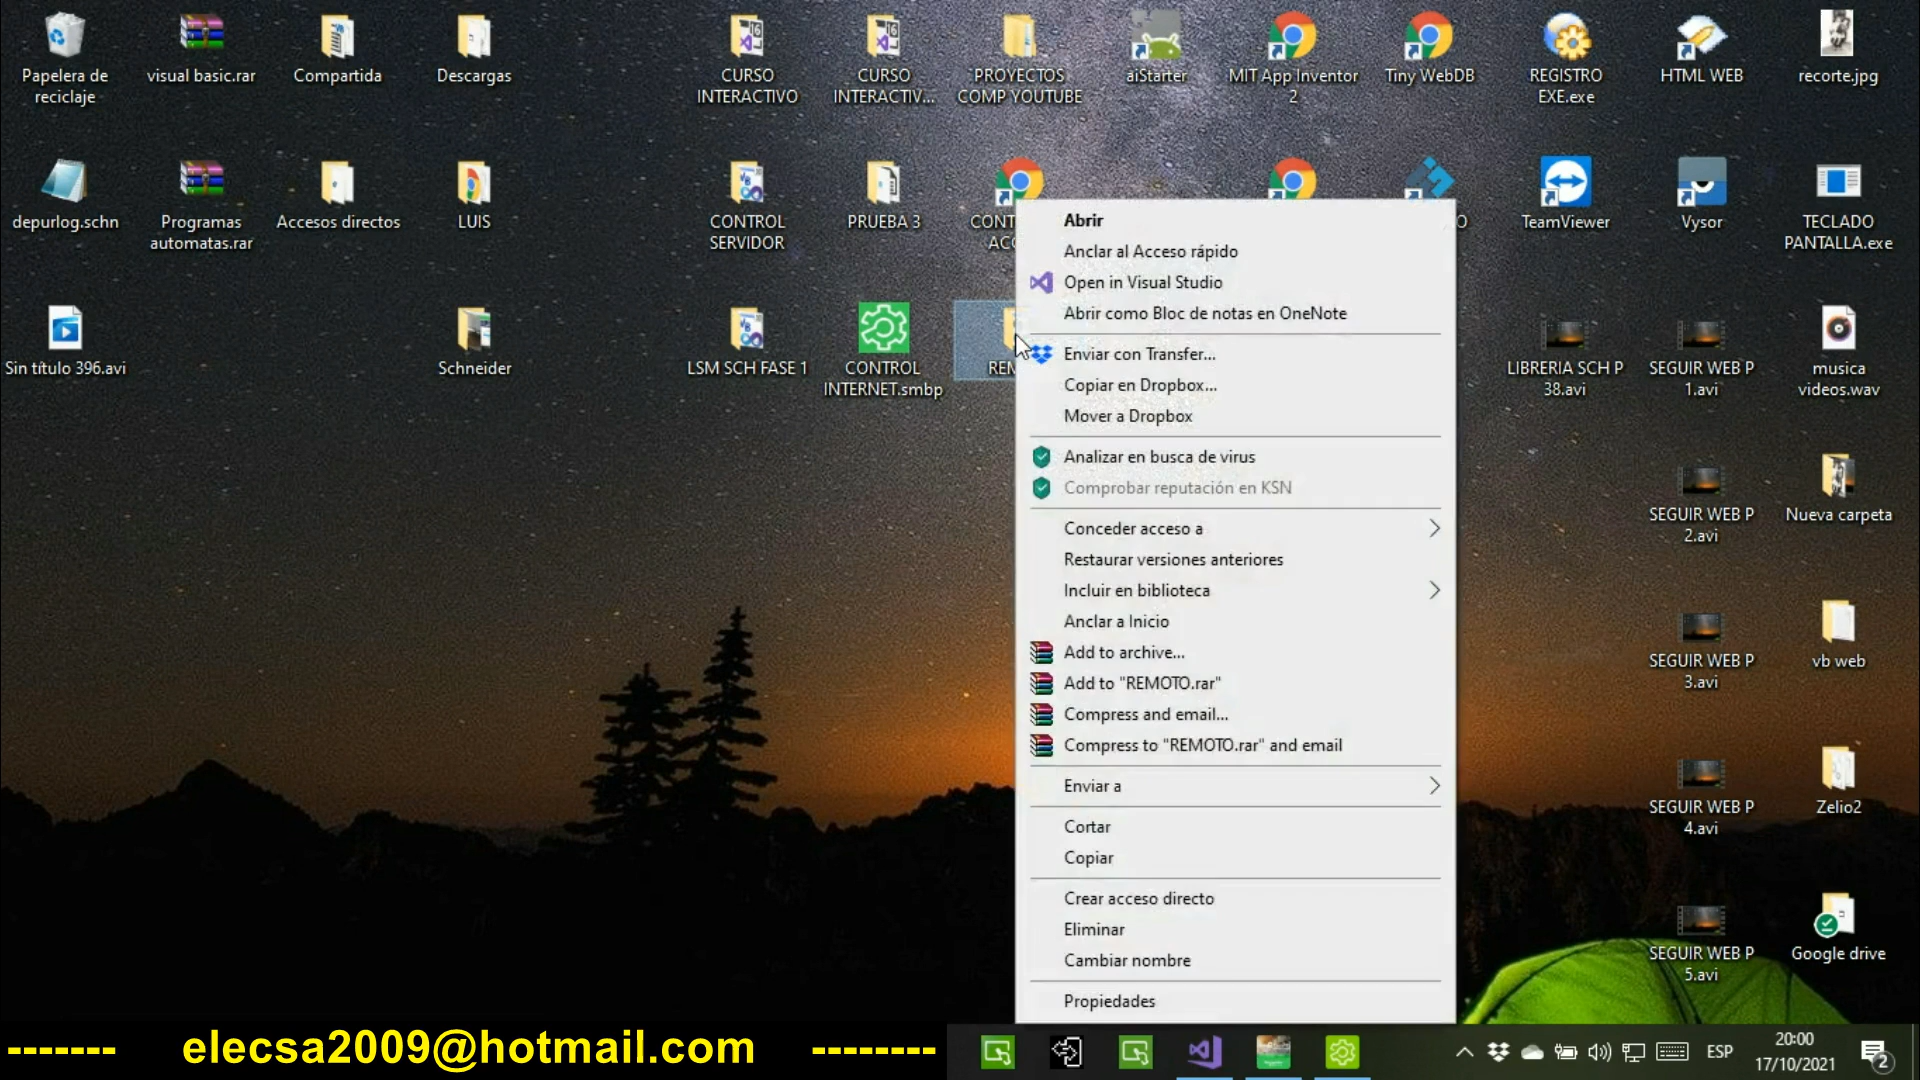 Papelera de
reciclaje
visual basic.rar
Compartida
Descargas
CURSO
INTERACTIVO
CURSO
INTERACTIV...
PROYECTOS
COMP YOUTUBE
aiStarter
MIT App Inventor
2
Tiny WebDB
REGISTRO
EXE.exe
HTML WEB
recorte.jpg
depurlog.schn
Programas
automatas.rar
Accesos directos
LUIS
CONTROL
SERVIDOR
PRUEBA 3
TeamViewer
Vysor
TECLADO
PANTALLA.exe
Sin título 396.avi
Schneider
LSM SCH FASE 1
CONTROL
INTERNET.smbp
LIBRERIA SCH P
38.avi
SEGUIR WEB P
1.avi
musica
videos.wav
SEGUIR WEB P
2.avi
Nueva carpeta
SEGUIR WEB P
3.avi
vb web
SEGUIR WEB P
4.avi
Zelio2
SEGUIR WEB P
5.avi
Google drive
Abrir
Anclar al Acceso rápido
Open in Visual Studio
Abrir como Bloc de notas en OneNote
Enviar con Transfer...
Copiar en Dropbox...
Mover a Dropbox
Analizar en busca de virus
Comprobar reputación en KSN
Conceder acceso a
Restaurar versiones anteriores
Incluir en biblioteca
Anclar a Inicio
Add to archive...
Add to "REMOTO.rar"
Compress and email...
Compress to "REMOTO.rar" and email
Enviar a
Cortar
Copiar
Crear acceso directo
Eliminar
Cambiar nombre
Propiedades
------- elecsa2009@hotmail.com --------
ESP
20:00
17/10/2021
2